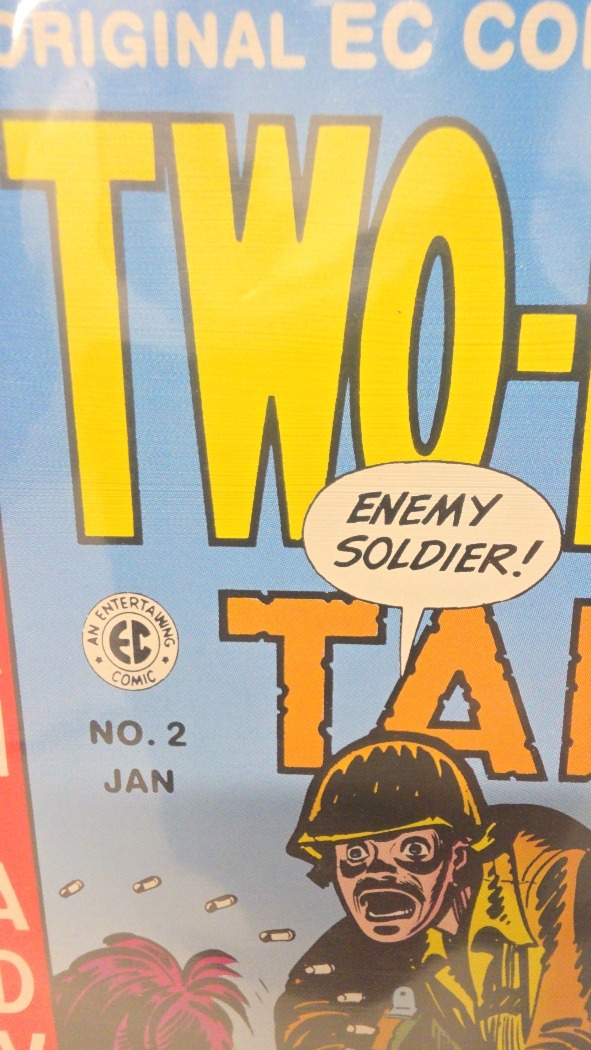 ORIGINAL EC CO
TWO-
ENEMY
SOLDIER!
TA
AN ENTERTAINING
EC
COMIC
NO. 2
JAN
A
D